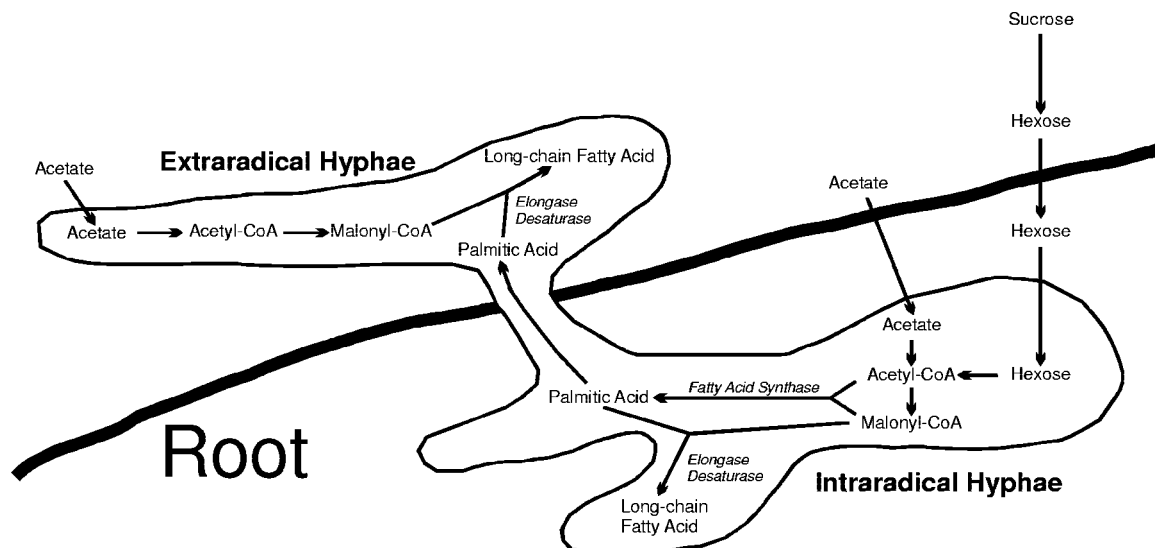 Sucrose
Hexose
Extraradical Hyphae
Long-chain Fatty Acid
Acetate
Acetate
Elongase
Desaturase
Acetate
Acetyl-CoA
Malonyl-CoA
Hexose
Palmitic Acid
Acetate
Acetyl-CoA
Hexose
Fatty Acid Synthase
Palmitic Acid
Malonyl-CoA
Root
Elongase
Desaturase
Intraradical Hyphae
Long-chain
Fatty Acid